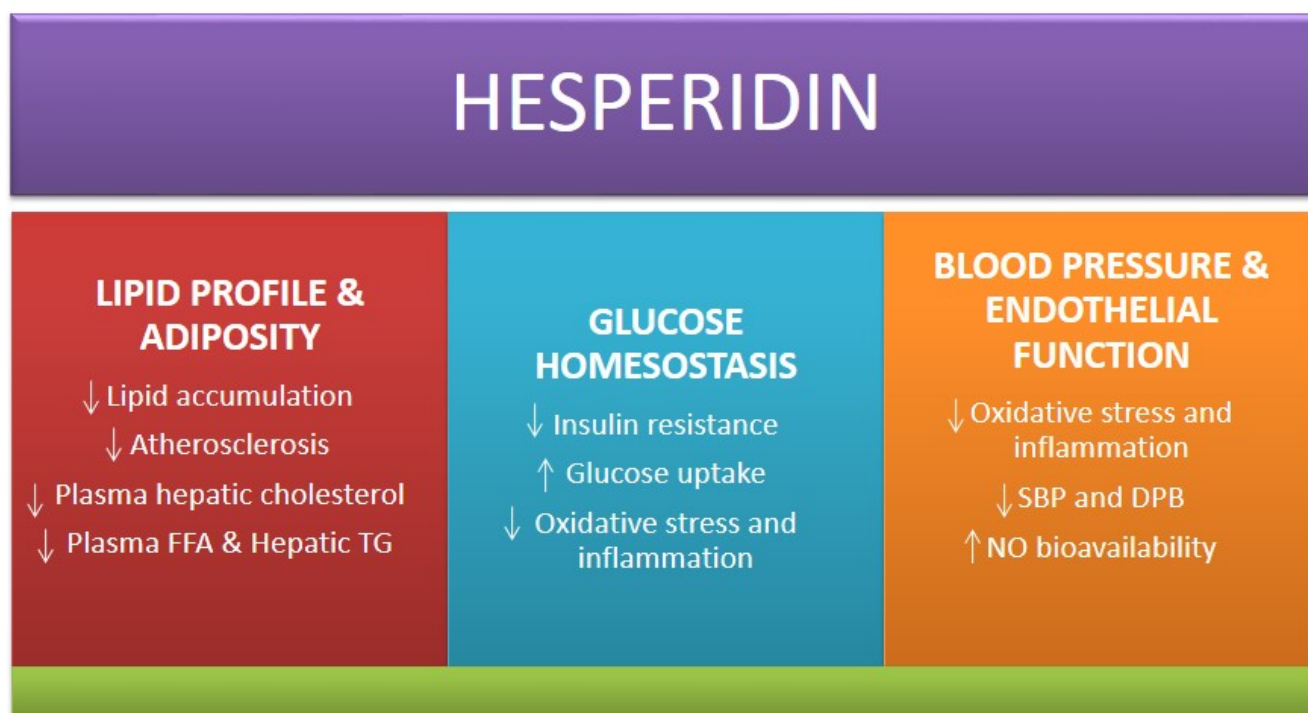 HESPERIDIN
LIPID PROFILE &
ADIPOSITY
↓ Lipid accumulation
↓ Atherosclerosis
↓ Plasma hepatic cholesterol
↓ Plasma FFA & Hepatic TG
GLUCOSE
HOMESOSTASIS
↓ Insulin resistance
↑ Glucose uptake
↓ Oxidative stress and
inflammation
BLOOD PRESSURE &
ENDOTHELIAL
FUNCTION
↓ Oxidative stress and
inflammation
↓ SBP and DPB
↑ NO bioavailability